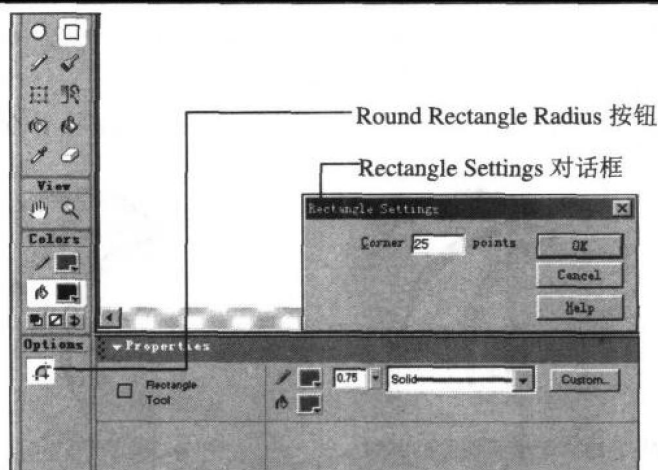 Round Rectangle Radius 按钮
Rectangle Settings 对话框
View
Colors
Options
Rectangle Settings
Corner 25 points
OK
Cancel
Help
Properties
Rectangle
Tool
0.75
Solid
Custom...